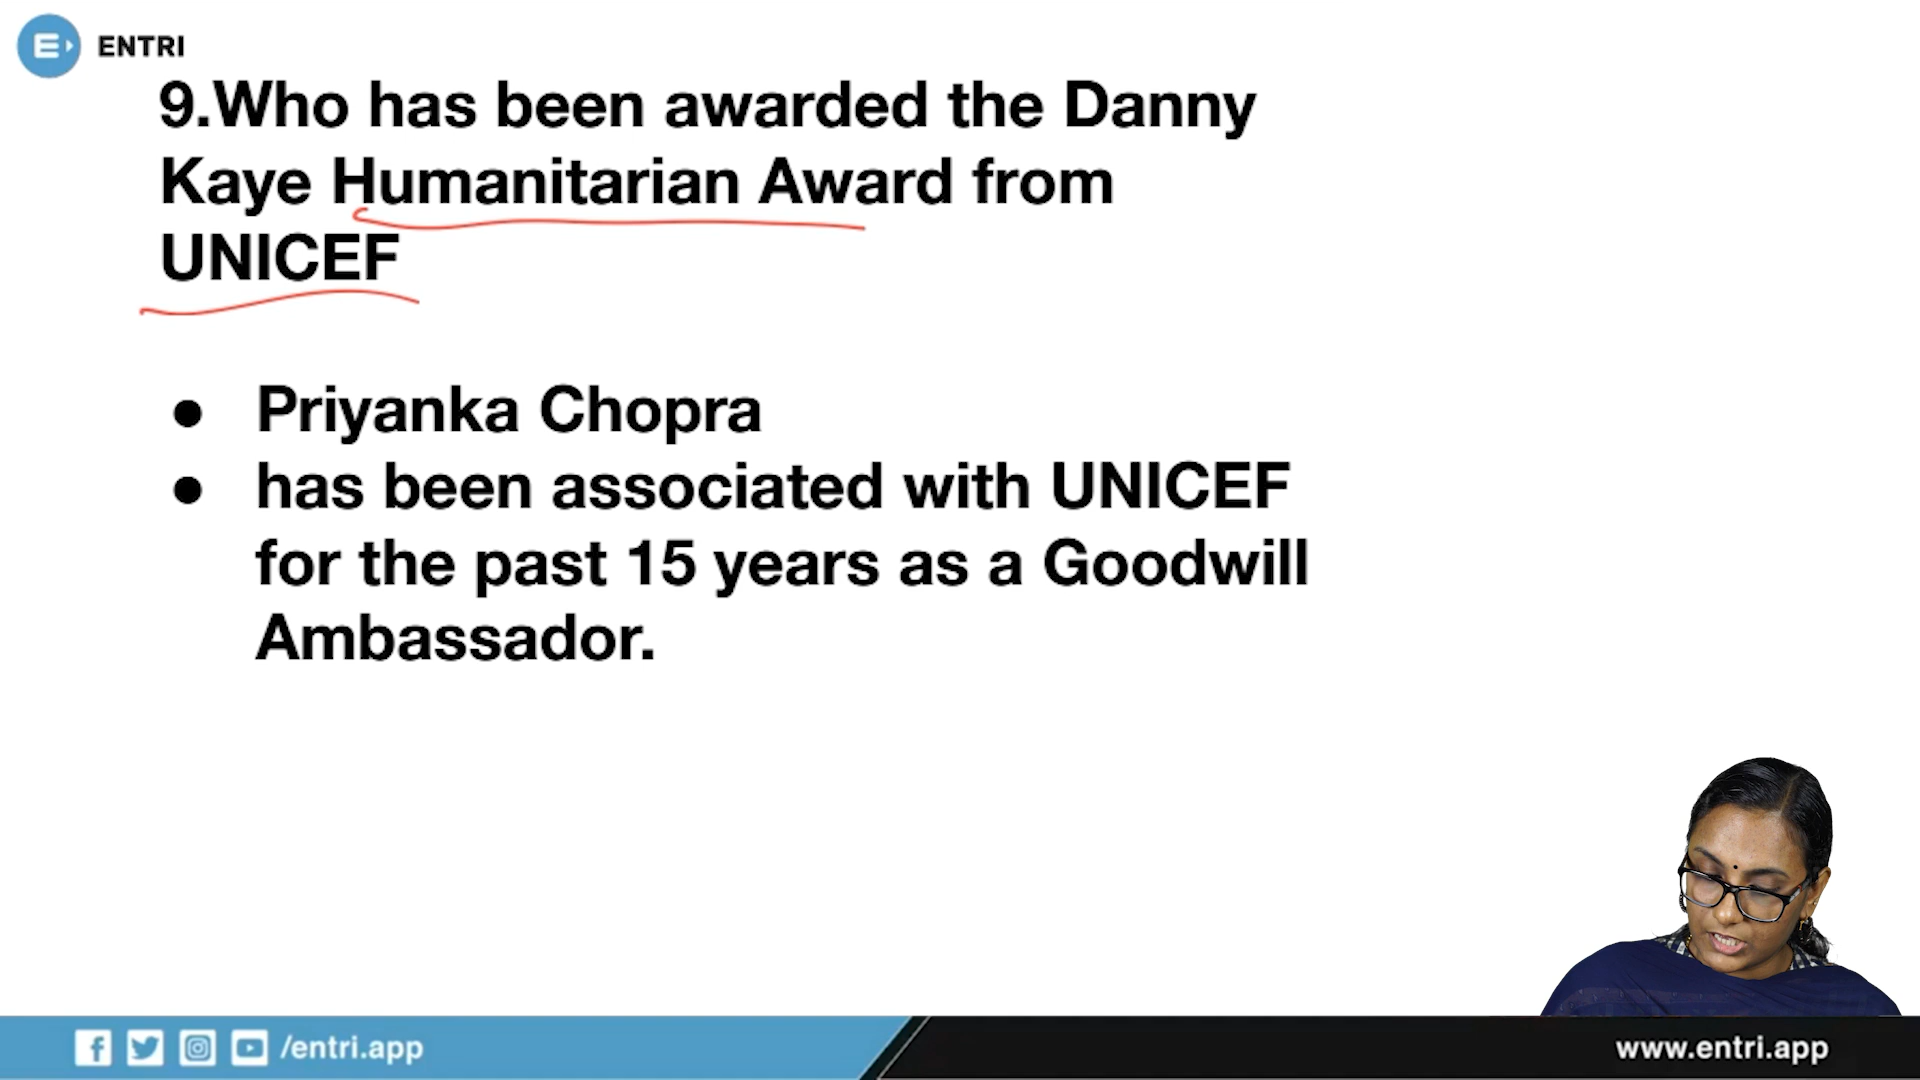 ENTRI
9.Who has been awarded the Danny
Kaye Humanitarian Award from
UNICEF
● Priyanka Chopra
● has been associated with UNICEF
for the past 15 years as a Goodwill
Ambassador.
/entri.app
www.entri.app